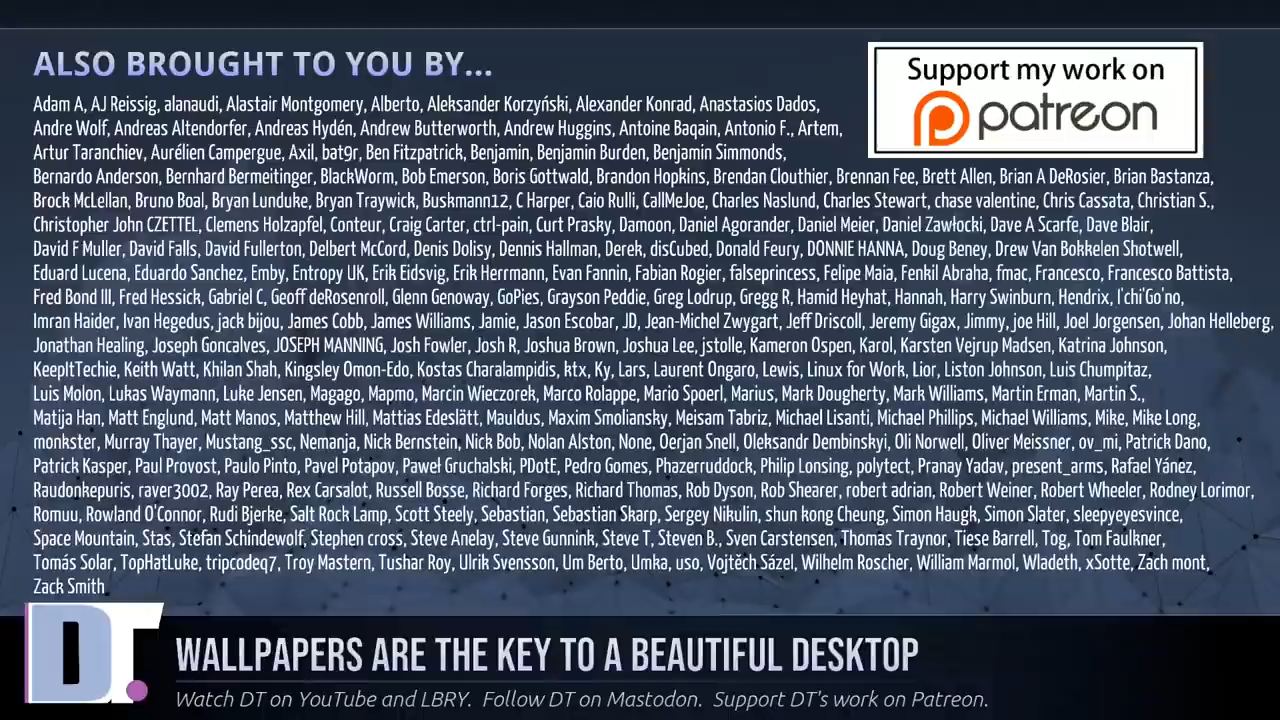 ALSO BROUGHT TO YOU BY...
Support my work on
patreon
Adam A, AJ Reissig, alanaudi, Alastair Montgomery, Alberto, Aleksander Korzyński, Alexander Konrad, Anastasios Dados,
Andre Wolf, Andreas Altendorfer, Andreas Hydén, Andrew Butterworth, Andrew Huggins, Antoine Baqain, Antonio F., Artem,
Artur Taranchiev, Aurélien Campergue, Axil, bat9r, Ben Fitzpatrick, Benjamin, Benjamin Burden, Benjamin Simmonds,
Bernardo Anderson, Bernhard Bermeitinger, BlackWorm, Bob Emerson, Boris Gottwald, Brandon Hopkins, Brendan Clouthier, Brennan Fee, Brett Allen, Brian A DeRosier, Brian Bastanza,
Brock McLellan, Bruno Boal, Bryan Lunduke, Bryan Traywick, Buskmann12, C Harper, Caio Rulli, CallMeJoe, Charles Naslund, Charles Stewart, chase valentine, Chris Cassata, Christian S.,
Christopher John CZETTEL, Clemens Holzapfel, Conteur, Craig Carter, ctrl-pain, Curt Prasky, Damoon, Daniel Agorander, Daniel Meier, Daniel Zawłocki, Dave A Scarfe, Dave Blair,
David F Muller, David Falls, David Fullerton, Delbert McCord, Denis Dolisy, Dennis Hallman, Derek, disCubed, Donald Feury, DONNIE HANNA, Doug Beney, Drew Van Bokkelen Shotwell,
Eduard Lucena, Eduardo Sanchez, Emby, Entropy UK, Erik Eidsvig, Erik Herrmann, Evan Fannin, Fabian Rogier, falseprincess, Felipe Maia, Fenkil Abraha, fmac, Francesco, Francesco Battista,
Fred Bond III, Fred Hessick, Gabriel C, Geoff deRosenroll, Glenn Genoway, GoPies, Grayson Peddie, Greg Lodrup, Gregg R, Hamid Heyhat, Hannah, Harry Swinburn, Hendrix, I'chi'Go'no,
Imran Haider, Ivan Hegedus, jack bijou, James Cobb, James Williams, Jamie, Jason Escobar, JD, Jean-Michel Zwygart, Jeff Driscoll, Jeremy Gigax, Jimmy, joe Hill, Joel Jorgensen, Johan Helleberg,
Jonathan Healing, Joseph Goncalves, JOSEPH MANNING, Josh Fowler, Josh R, Joshua Brown, Joshua Lee, jstolle, Kameron Ospen, Karol, Karsten Vejrup Madsen, Katrina Johnson,
KeepItTechie, Keith Watt, Khilan Shah, Kingsley Omon-Edo, Kostas Charalampidis, ktx, Ky, Lars, Laurent Ongaro, Lewis, Linux for Work, Lior, Liston Johnson, Luis Chumpitaz,
Luis Molon, Lukas Waymann, Luke Jensen, Magago, Mapmo, Marcin Wieczorek, Marco Rolappe, Mario Spoerl, Marius, Mark Dougherty, Mark Williams, Martin Erman, Martin S.,
Matija Han, Matt Englund, Matt Manos, Matthew Hill, Mattias Edeslätt, Mauldus, Maxim Smoliansky, Meisam Tabriz, Michael Lisanti, Michael Phillips, Michael Williams, Mike, Mike Long,
monkster, Murray Thayer, Mustang_ssc, Nemanja, Nick Bernstein, Nick Bob, Nolan Alston, None, Oerjan Snell, Oleksandr Dembinskyi, Oli Norwell, Oliver Meissner, ov_mi, Patrick Dano,
Patrick Kasper, Paul Provost, Paulo Pinto, Pavel Potapov, Paweł Gruchalski, PDotE, Pedro Gomes, Phazerruddock, Philip Lonsing, polytect, Pranay Yadav, present_arms, Rafael Yánez,
Raudonkepuris, raver3002, Ray Perea, Rex Carsalot, Russell Bosse, Richard Forges, Richard Thomas, Rob Dyson, Rob Shearer, robert adrian, Robert Weiner, Robert Wheeler, Rodney Lorimor,
Romuu, Rowland O'Connor, Rudi Bjerke, Salt Rock Lamp, Scott Steely, Sebastian, Sebastian Skarp, Sergey Nikulin, shun kong Cheung, Simon Haugk, Simon Slater, sleepyeyesvince,
Space Mountain, Stas, Stefan Schindewolf, Stephen cross, Steve Anelay, Steve Gunnink, Steve T, Steven B., Sven Carstensen, Thomas Traynor, Tiese Barrell, Tog, Tom Faulkner,
Tomás Solar, TopHatLuke, tripcodeq7, Troy Mastern, Tushar Roy, Ulrik Svensson, Um Berto, Umka, uso, Vojtěch Sázel, Wilhelm Roscher, William Marmol, Wladeth, xSotte, Zach mont,
Zack Smith
DT.
WALLPAPERS ARE THE KEY TO A BEAUTIFUL DESKTOP
Watch DT on YouTube and LBRY. Follow DT on Mastodon. Support DT's work on Patreon.